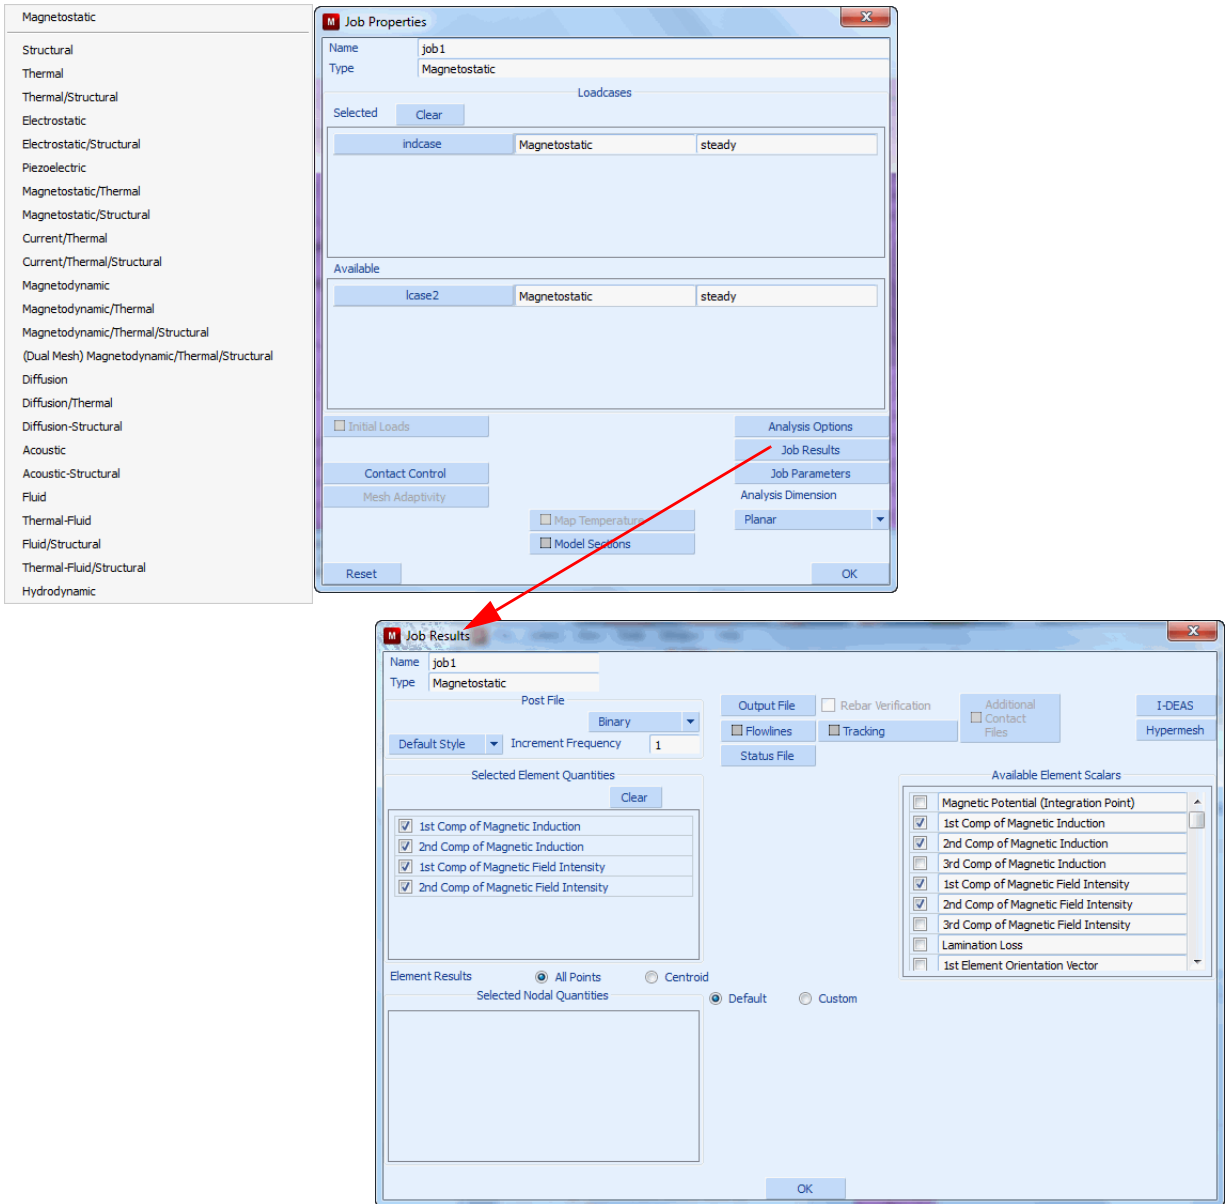 Magnetostatic
Structural
Thermal
Thermal/Structural
Electrostatic
Electrostatic/Structural
Piezoelectric
Magnetostatic/Thermal
Magnetostatic/Structural
Current/Thermal
Current/Thermal/Structural
Magnetodynamic
Magnetodynamic/Thermal
Magnetodynamic/Thermal/Structural
(Dual Mesh) Magnetodynamic/Thermal/Structural
Diffusion
Diffusion/Thermal
Diffusion-Structural
Acoustic
Acoustic-Structural
Fluid
Thermal-Fluid
Fluid/Structural
Thermal-Fluid/Structural
Hydrodynamic
M Job Properties
Name job1
Type Magnetostatic
Loadcases
Selected Clear
indcase Magnetostatic steady
Available
lcase2 Magnetostatic steady
Initial Loads Analysis Options
Job Results
Contact Control Job Parameters
Mesh Adaptivity Analysis Dimension
Map Temperature Planar
Model Sections
Reset OK
M Job Results
Name job1
Type Magnetostatic
Post File
Binary
Default Style Increment Frequency 1
Output File Rebar Verification Additional Contact Files I-DEAS
Flowlines Tracking Hypermesh
Status File
Selected Element Quantities
Clear
1st Comp of Magnetic Induction
2nd Comp of Magnetic Induction
1st Comp of Magnetic Field Intensity
2nd Comp of Magnetic Field Intensity
Available Element Scalars
Magnetic Potential (Integration Point)
1st Comp of Magnetic Induction
2nd Comp of Magnetic Induction
3rd Comp of Magnetic Induction
1st Comp of Magnetic Field Intensity
2nd Comp of Magnetic Field Intensity
3rd Comp of Magnetic Field Intensity
Lamination Loss
1st Element Orientation Vector
Element Results All Points Centroid
Selected Nodal Quantities Default Custom
OK